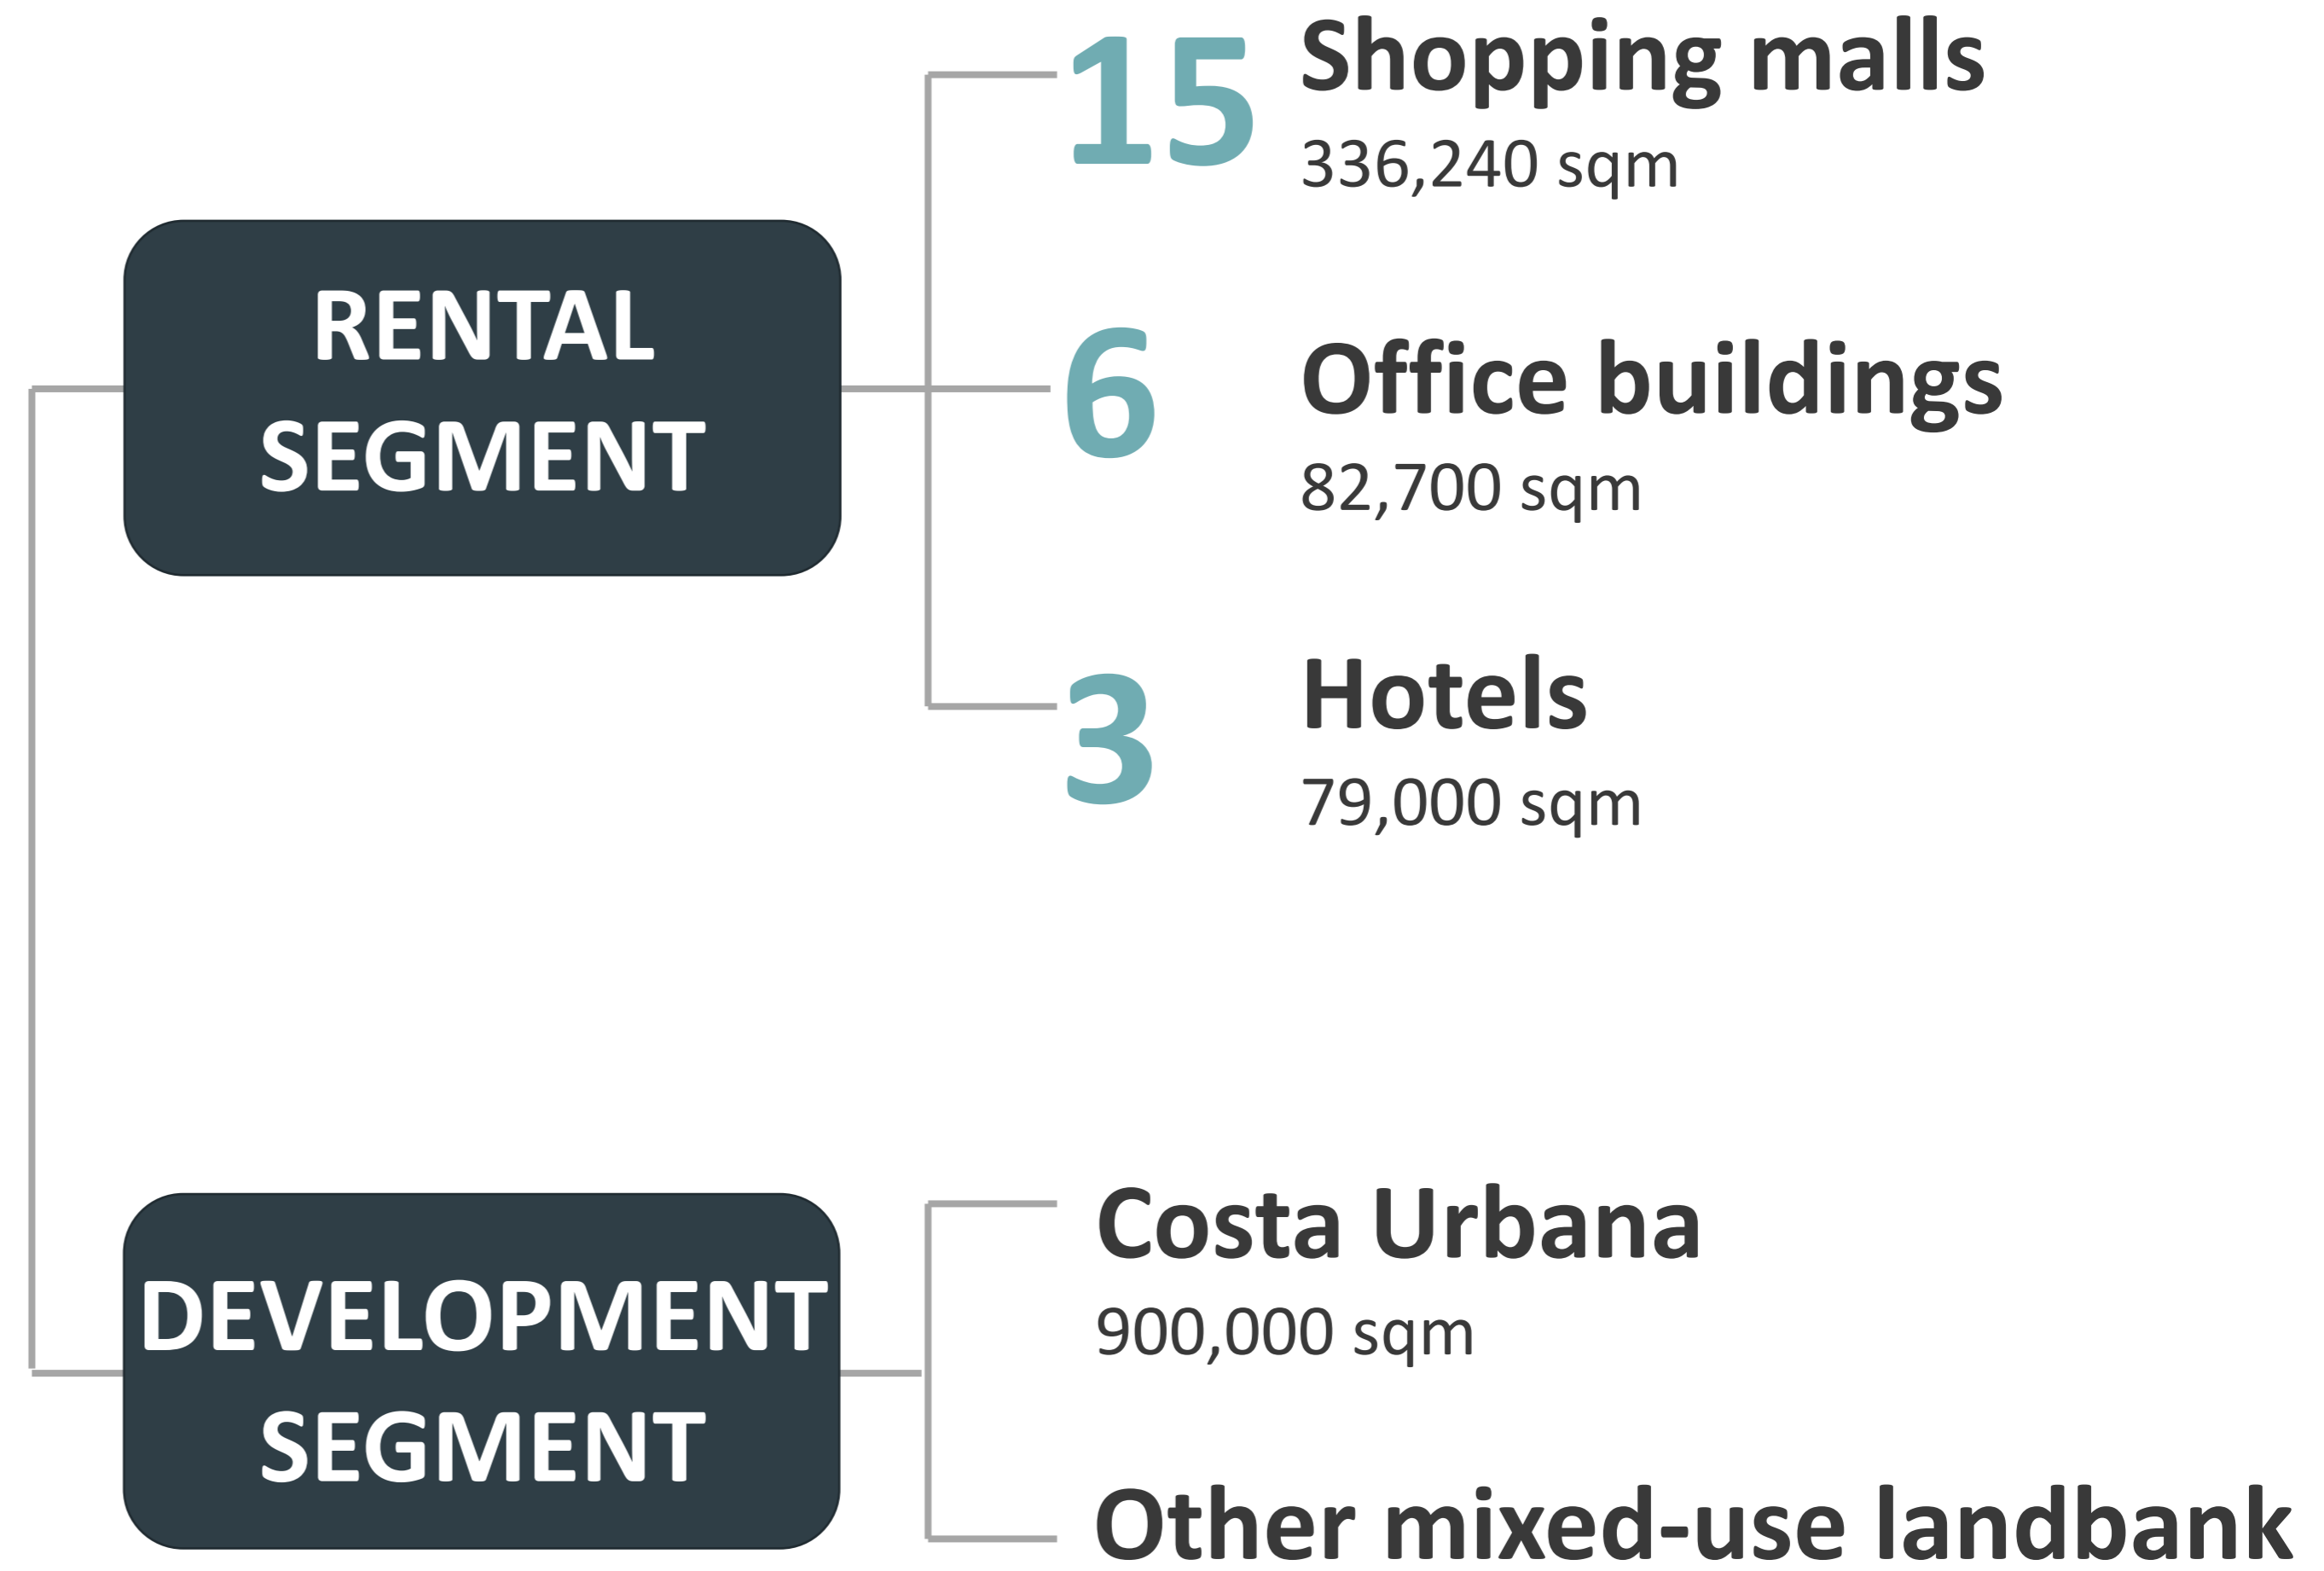 RENTAL
SEGMENT
15
Shopping malls
336,240 sqm
6
Office buildings
82,700 sqm
3
Hotels
79,000 sqm
DEVELOPMENT
SEGMENT
Costa Urbana
900,000 sqm
Other mixed-use landbank